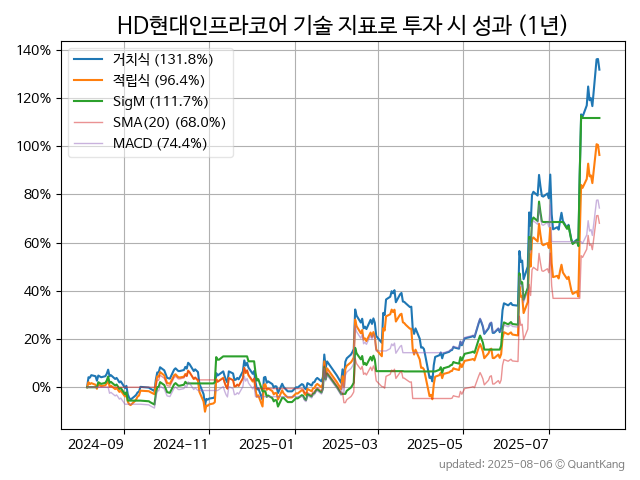 HD현대인프라코어 기술 지표로 투자 시 성과 (1년)
140%
120%
100%
80%
60%
40%
20%
0%
거치식 (131.8%)
적립식 (96.4%)
SigM (111.7%)
SMA(20) (68.0%)
MACD (74.4%)
2024-09
2024-11
2025-01
2025-03
2025-05
2025-07
updated: 2025-08-06 ⓒ QuantKang